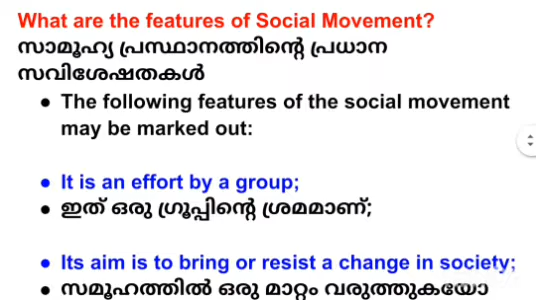 What are the features of Social Movement?
സാമൂഹ്യ പ്രസ്ഥാനത്തിന്റെ പ്രധാന
സവിശേഷതകൾ
● The following features of the social movement
may be marked out:
● It is an effort by a group;
● ഇത് ഒരു ഗ്രൂപ്പിന്റെ ശ്രമമാണ്;
● Its aim is to bring or resist a change in society;
● സമൂഹത്തിൽ ഒരു മാറ്റം വരുത്തുകയോ